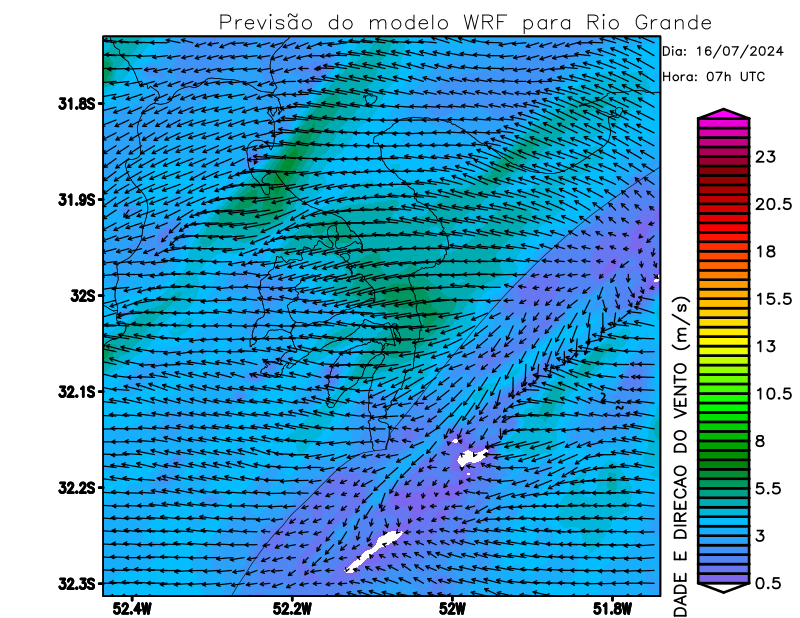 Previsão do modelo WRF para Rio Grande
Dia: 16/07/2024
Hora: 07h UTC
31.8S
31.9S
32S
32.1S
32.2S
32.3S
52.4W
52.2W
52W
51.8W
23
20.5
18
15.5
13
10.5
8
5.5
3
0.5
DADE E DIRECAO DO VENTO (m/s)